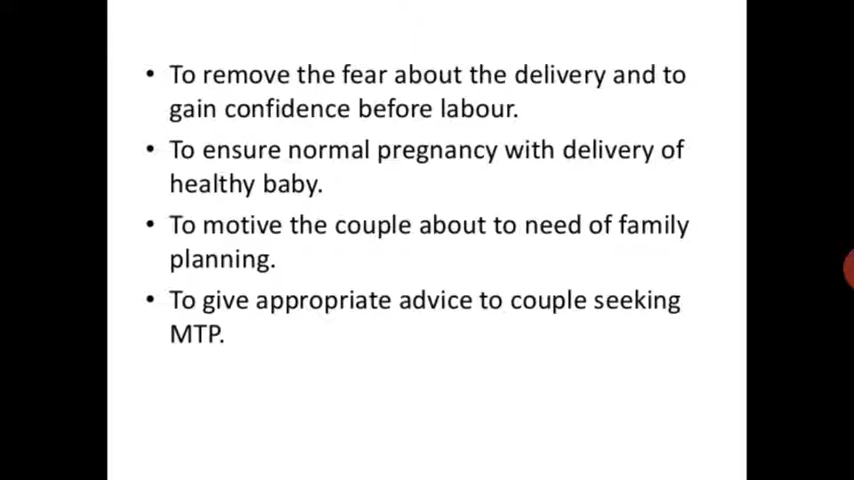 • To remove the fear about the delivery and to
gain confidence before labour.
• To ensure normal pregnancy with delivery of
healthy baby.
• To motive the couple about to need of family
planning.
• To give appropriate advice to couple seeking
MTP.